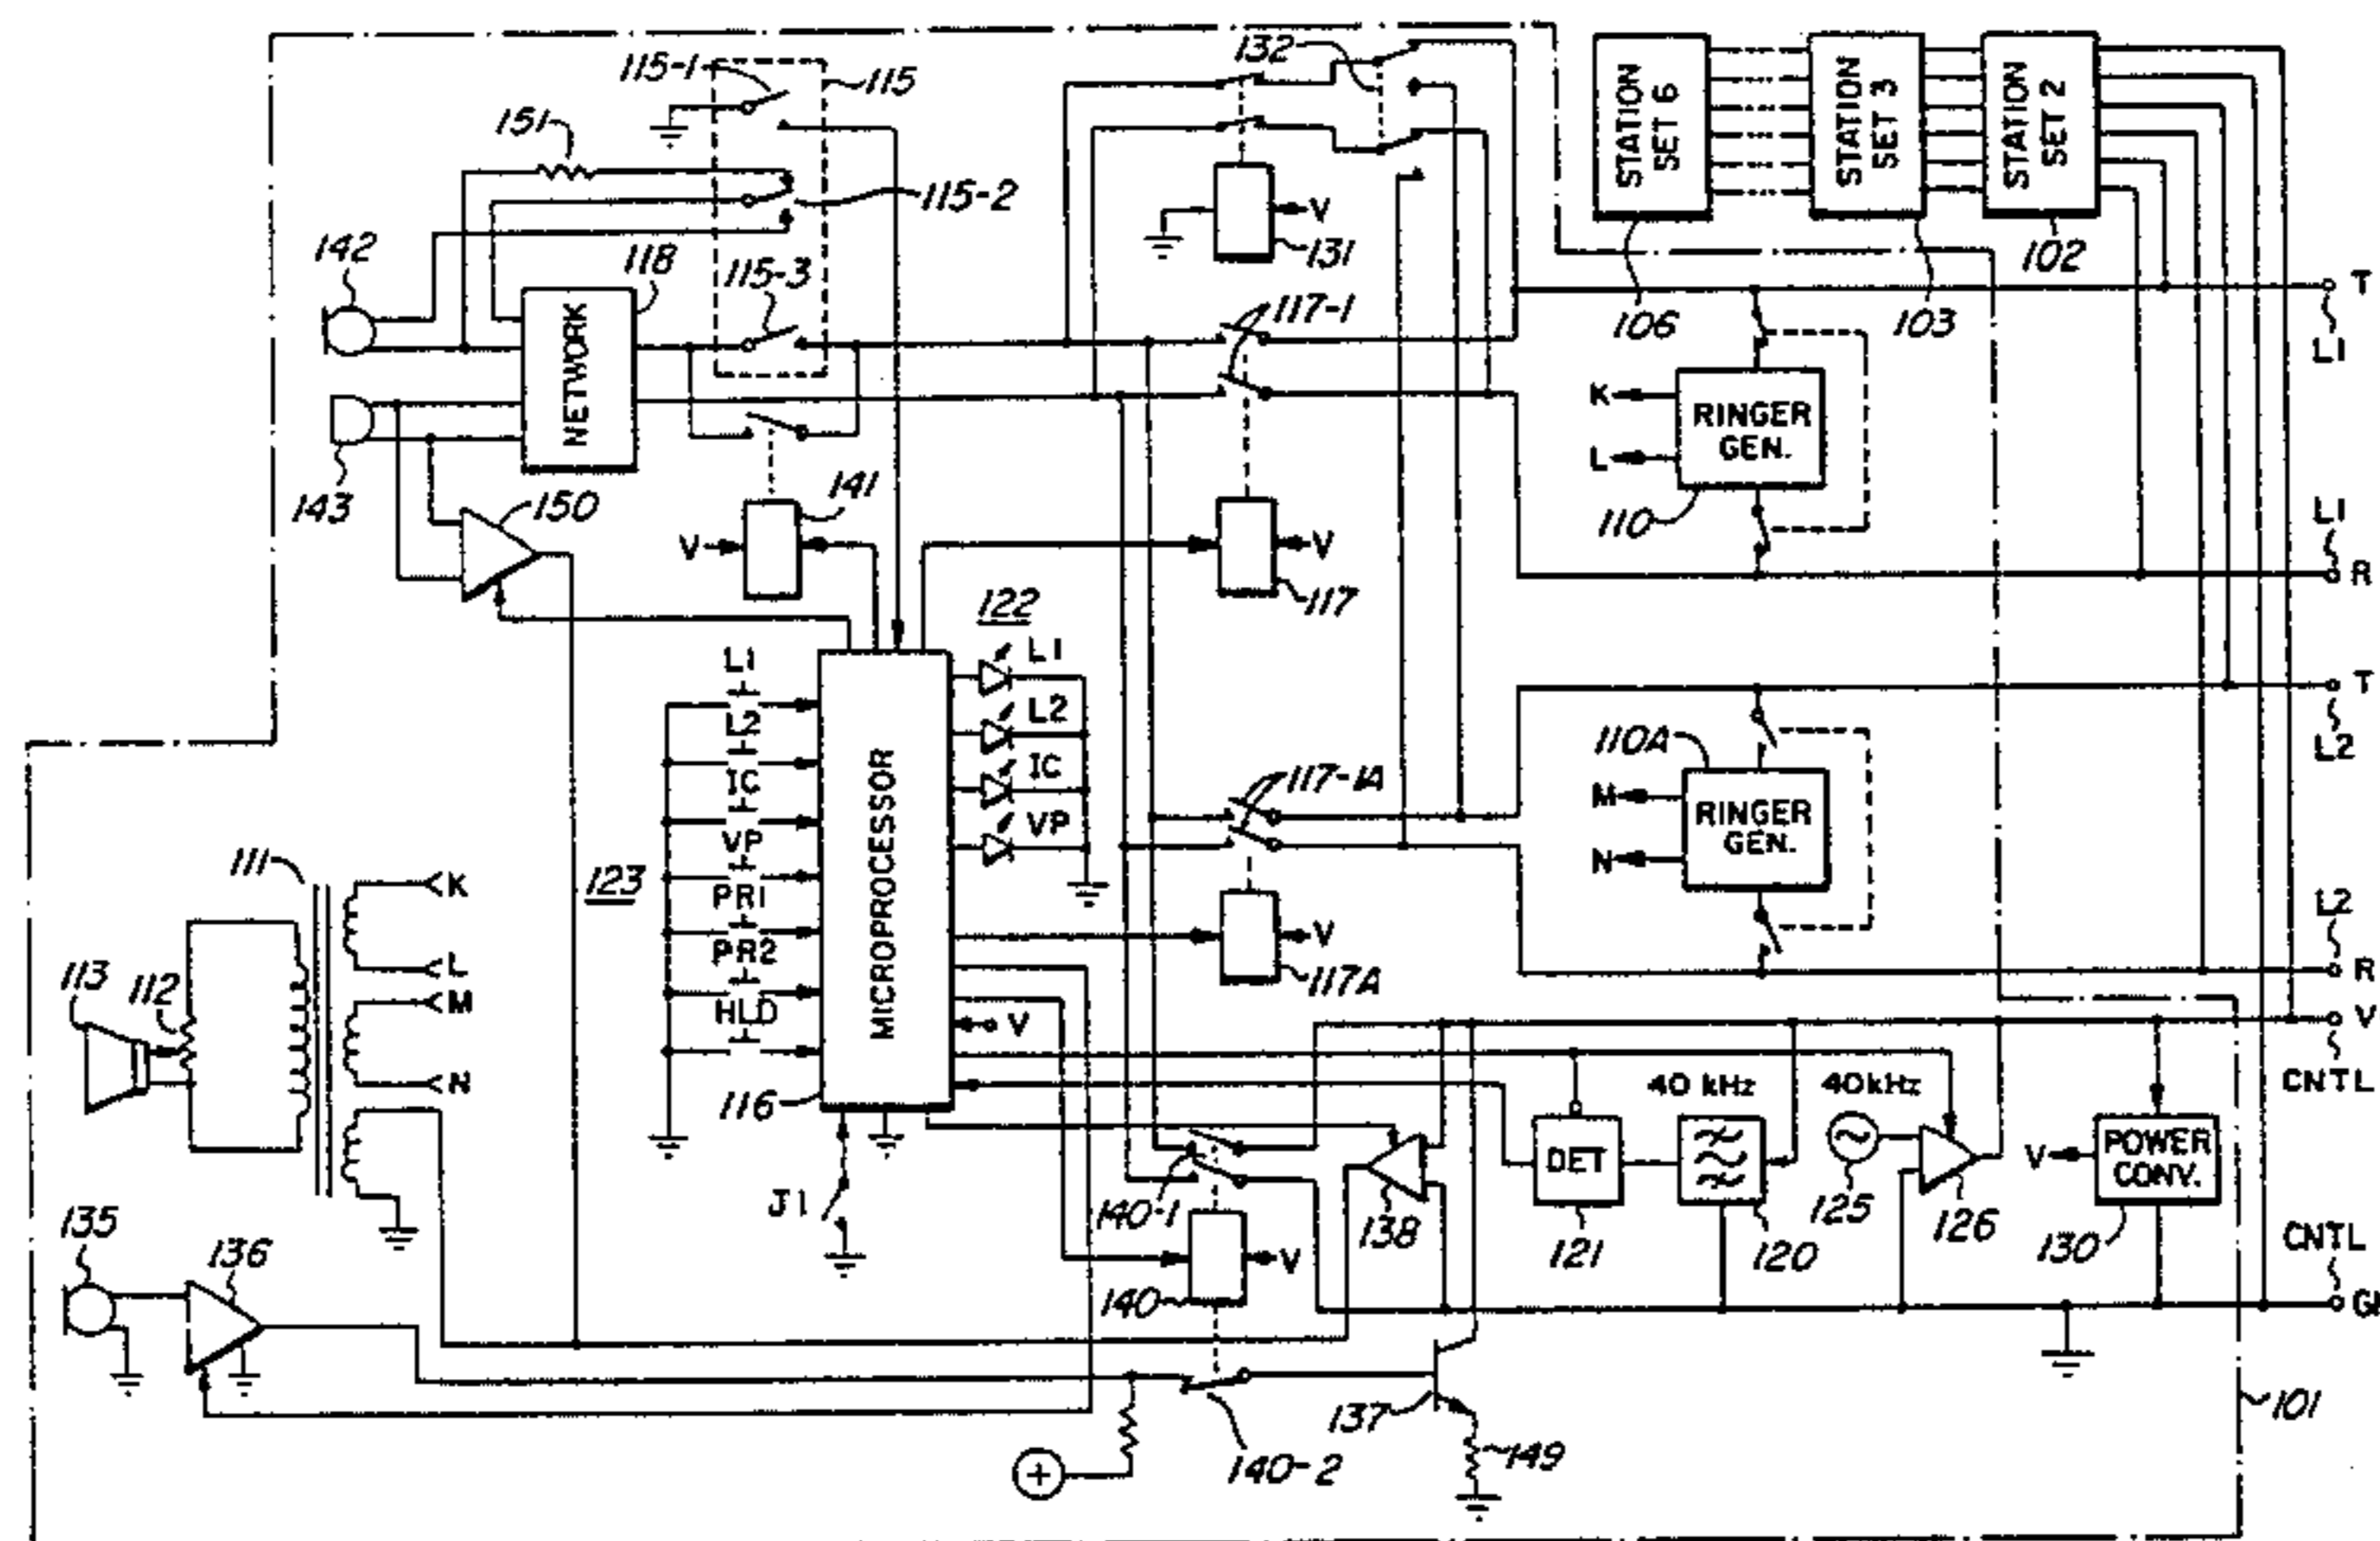 115-1
115
132
STATION SET 6
STATION SET 3
STATION SET 2
151
115-2
V
131
106
103
102
T
L1
142
118
115-3
NETWORK
117-1
K
L
RINGER
GEN.
110
143
150
141
V
V
117
L1
R
122
L1
L2
IC
VP
L1
L2
IC
VP
PR1
PR2
HLD
123
MICROPROCESSOR
116
V
J1
117-1A
V
117A
110A
M
N
RINGER
GEN.
T
L2
L2
R
V
CNTL
111
K
L
M
N
113
112
135
136
140-1
140
V
138
DET
121
40 kHz
120
40kHz
125
126
V
POWER
CONV.
130
CNTL
137
140-2
149
101
+